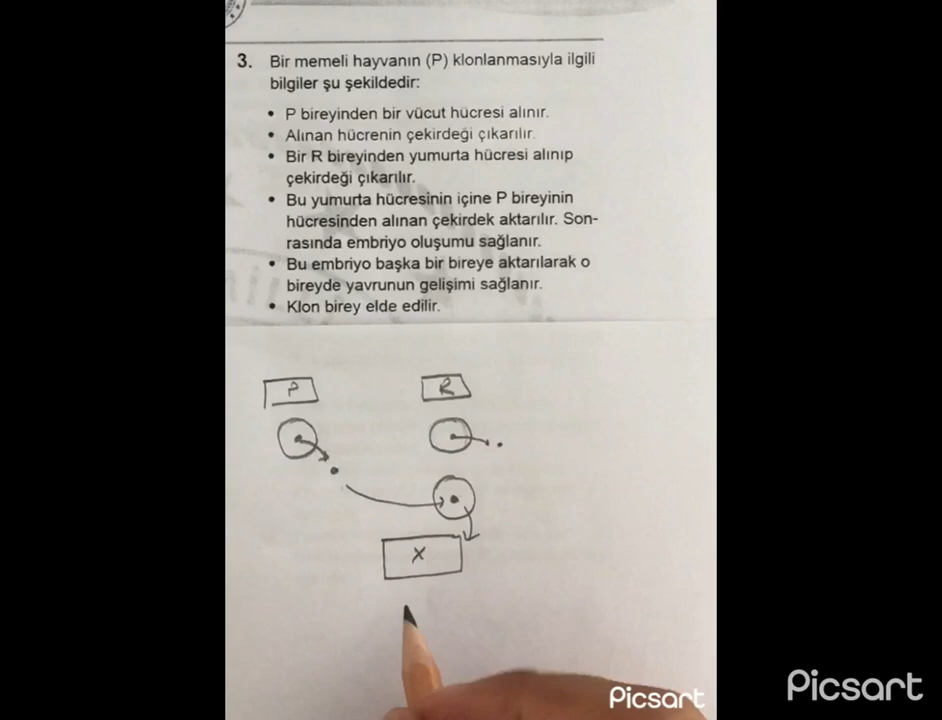 3. Bir memeli hayvanın (P) klonlanmasıyla ilgili
bilgiler şu şekildedir:
• P bireyinden bir vücut hücresi alınır.
• Alınan hücrenin çekirdeği çıkarılır.
• Bir R bireyinden yumurta hücresi alınıp
çekirdeği çıkarılır.
• Bu yumurta hücresinin içine P bireyinin
hücresinden alınan çekirdek aktarılır. Son-
rasında embriyo oluşumu sağlanır.
• Bu embriyo başka bir bireye aktarılarak o
bireyde yavrunun gelişimi sağlanır.
• Klon birey elde edilir.
P R
X
Picsart
Picsart